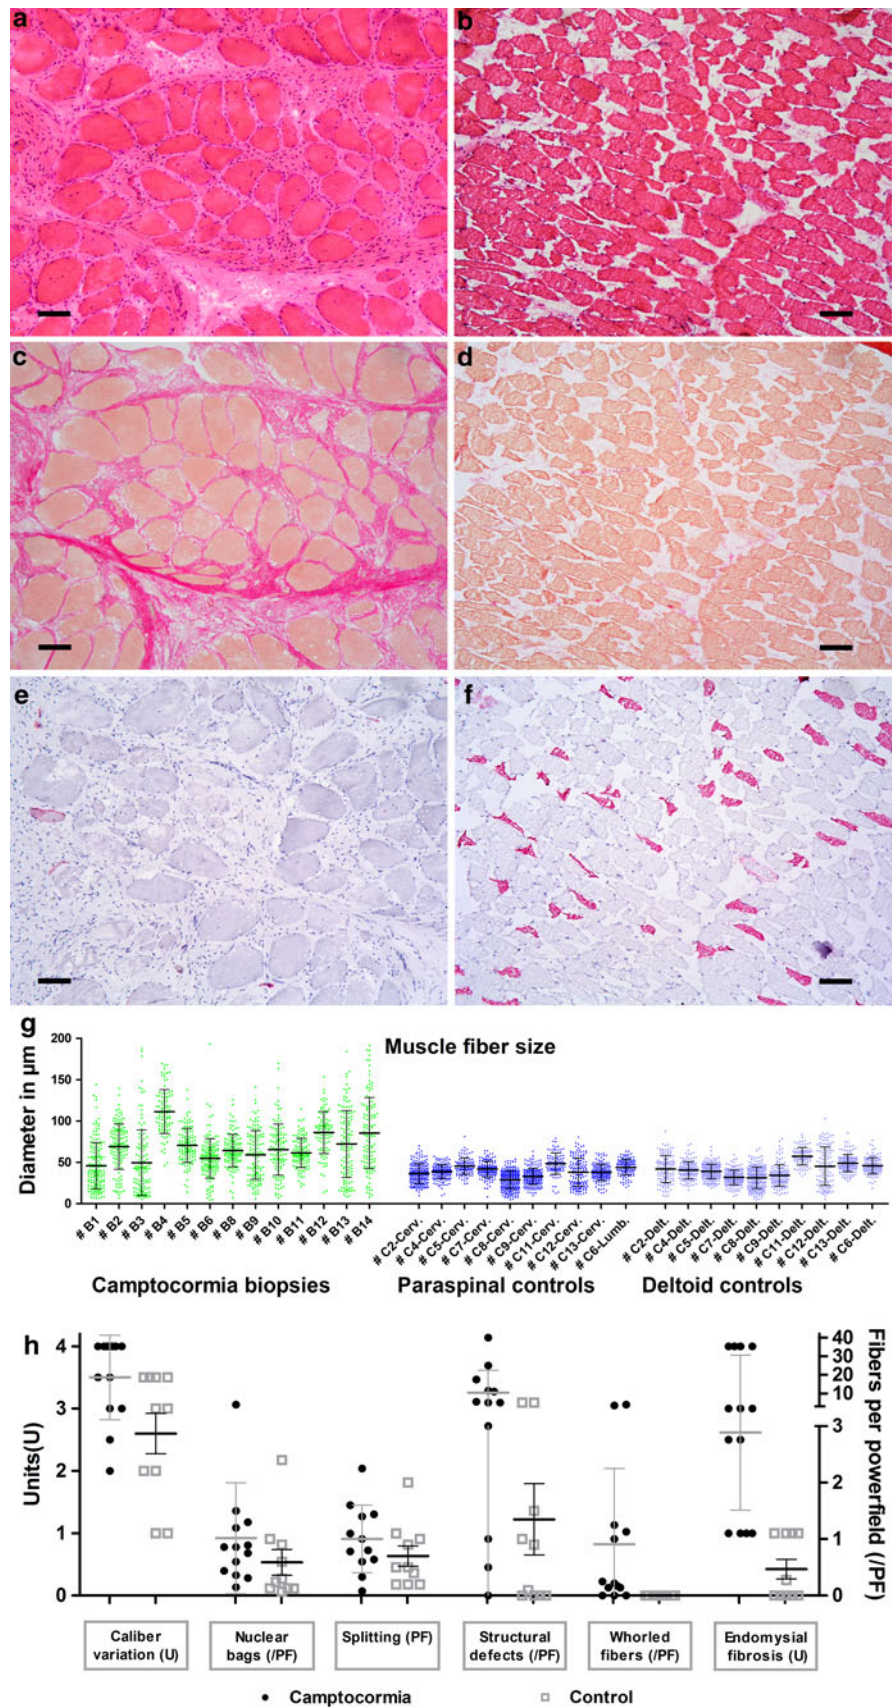 a
b
c
d
e
f
g
Muscle fiber size
Diameter in µm
200
150
100
50
0
# B1
# B2
# B3
# B4
# B5
# B6
# B8
# B9
# B10
# B11
# B12
# B13
# B14
# C2-Cerv.
# C4-Cerv.
# C5-Cerv.
# C7-Cerv.
# C8-Cerv.
# C9-Cerv.
# C11-Cerv.
# C12-Cerv.
# C13-Cerv.
# C6-Lumb.
# C2-Delt.
# C4-Delt.
# C5-Delt.
# C7-Delt.
# C8-Delt.
# C9-Delt.
# C11-Delt.
# C12-Delt.
# C13-Delt.
# C6-Delt.
Camptocormia biopsies
Paraspinal controls
Deltoid controls
h
Units(U)
4
3
2
1
0
Fibers per powerfield (/PF)
40
30
20
10
3
2
1
0
Caliber
variation (U)
Nuclear
bags (/PF)
Splitting (PF)
Structural
defects (/PF)
Whorled
fibers (/PF)
Endomysial
fibrosis (U)
Camptocormia
Control